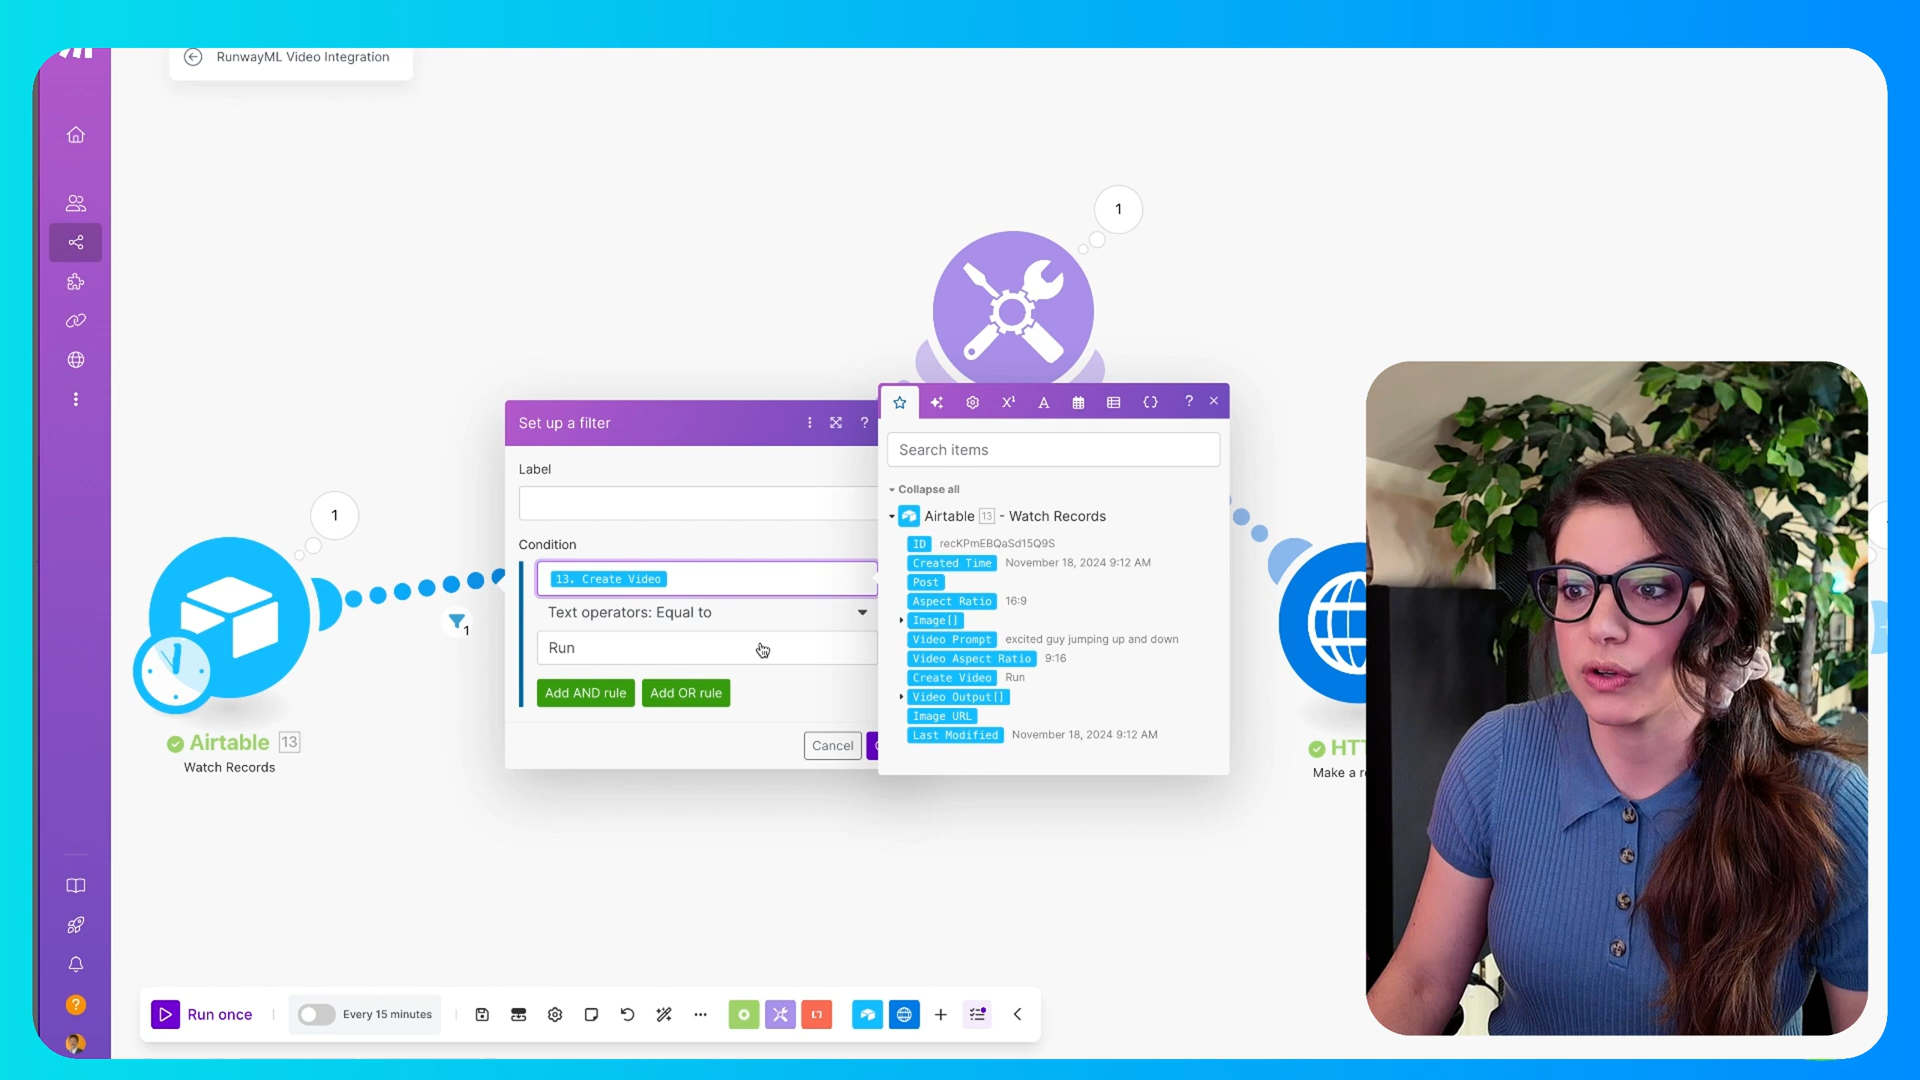 RunwayML Video Integration
1
Set up a filter
?
Label
Condition
13. Create Video
Text operators: Equal to
Run
Add AND rule
Add OR rule
Cancel
X¹
A
?
Search items
Collapse all
Airtable 13 - Watch Records
ID recKPmEBQaSd15Q9S
Created Time November 18, 2024 9:12 AM
Post
Aspect Ratio 16:9
Image[]
Video Prompt excited guy jumping up and down
Video Aspect Ratio 9:16
Create Video Run
Video Output[]
Image URL
Last Modified November 18, 2024 9:12 AM
1
1
Airtable 13
Watch Records
Make a
?
Run once
Every 15 minutes